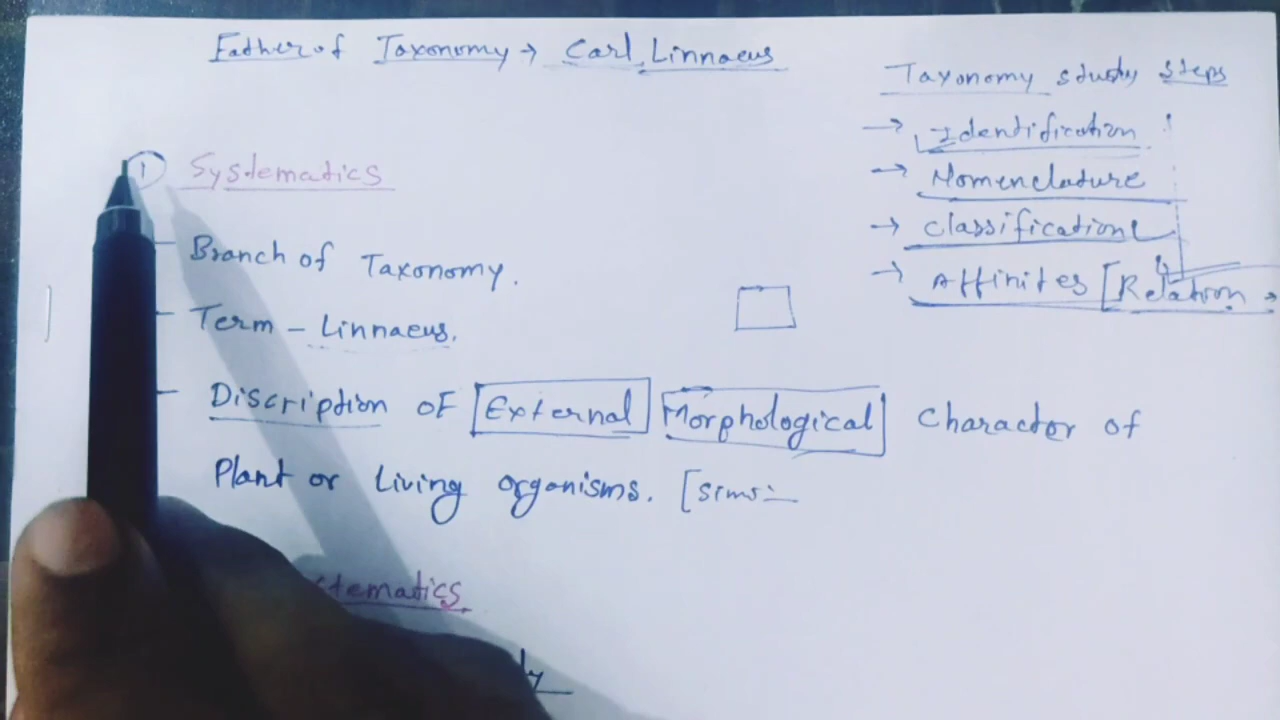 Father of Taxonomy → Carl Linnaeus
Taxonomy study steps
→ Identification
→ Nomenclature
→ Classification
→ Affinites [Relation
① Systematics
- Branch of Taxonomy.
- Term - Linnaeus.
- Discription of [External] [Morphological] Character of
Plant or Living organisms.